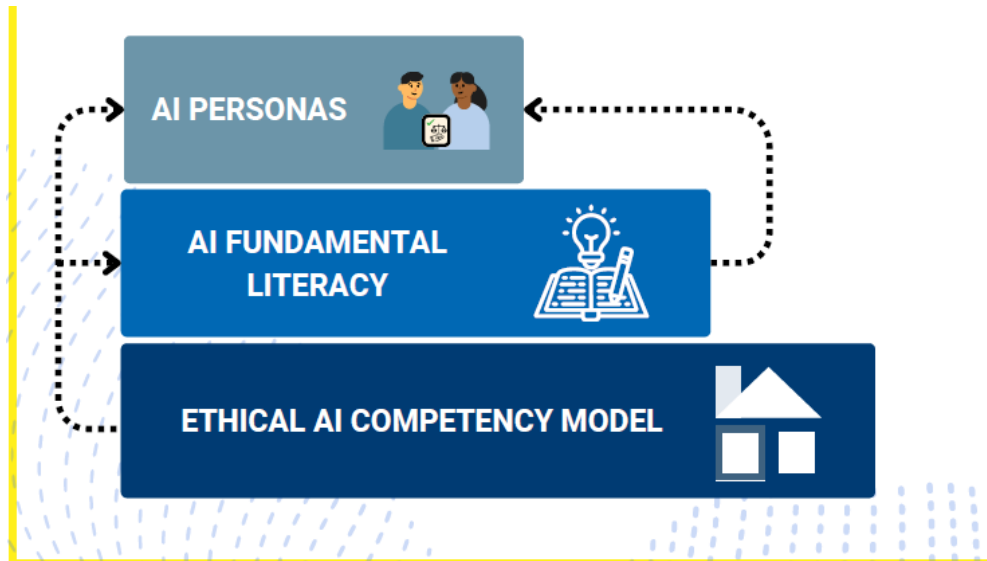 AI PERSONAS
AI FUNDAMENTAL
LITERACY
ETHICAL AI COMPETENCY MODEL